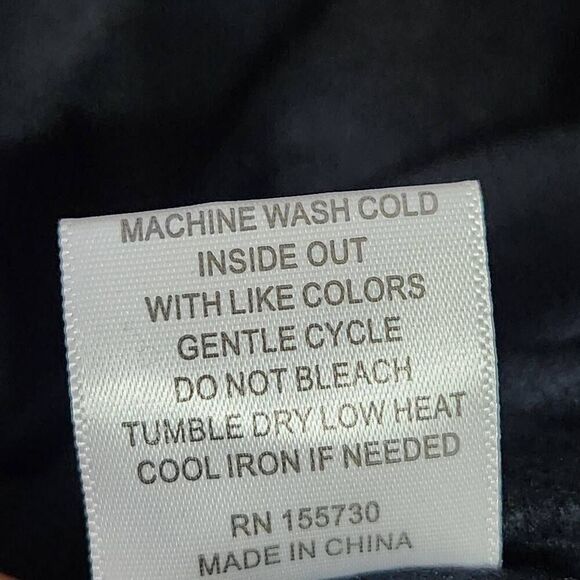 MACHINE WASH COLD
INSIDE OUT
WITH LIKE COLORS
GENTLE CYCLE
DO NOT BLEACH
TUMBLE DRY LOW HEAT
COOL IRON IF NEEDED
RN 155730
MADE IN CHINA